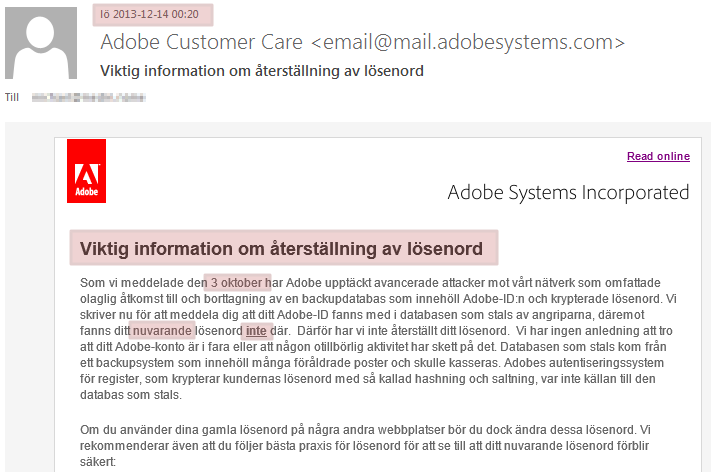 lö 2013-12-14 00:20
Adobe Customer Care <email@mail.adobesystems.com>
Viktig information om återställning av lösenord
Till
Read online
Adobe
Adobe Systems Incorporated
Viktig information om återställning av lösenord
Som vi meddelade den 3 oktober har Adobe upptäckt avancerade attacker mot vårt nätverk som omfattade
olaglig åtkomst till och borttagning av en backupdatabas som innehöll Adobe-ID:n och krypterade lösenord. Vi
skriver nu för att meddela dig att ditt Adobe-ID fanns med i databasen som stals av angriparna, däremot
fanns ditt nuvarande lösenord inte där. Därför har vi inte återställt ditt lösenord. Vi har ingen anledning att tro
att ditt Adobe-konto är i fara eller att någon otillbörlig aktivitet har skett på det. Databasen som stals kom från
ett backupsystem som innehöll många föråldrade poster och skulle kasseras. Adobes autentiseringssystem
för register, som krypterar kundernas lösenord med så kallad hashning och saltning, var inte källan till den
databas som stals.
Om du använder dina gamla lösenord på några andra webbplatser bör du dock ändra dessa lösenord. Vi
rekommenderar även att du följer bästa praxis för lösenord för att se till att ditt nuvarande lösenord förblir
säkert: